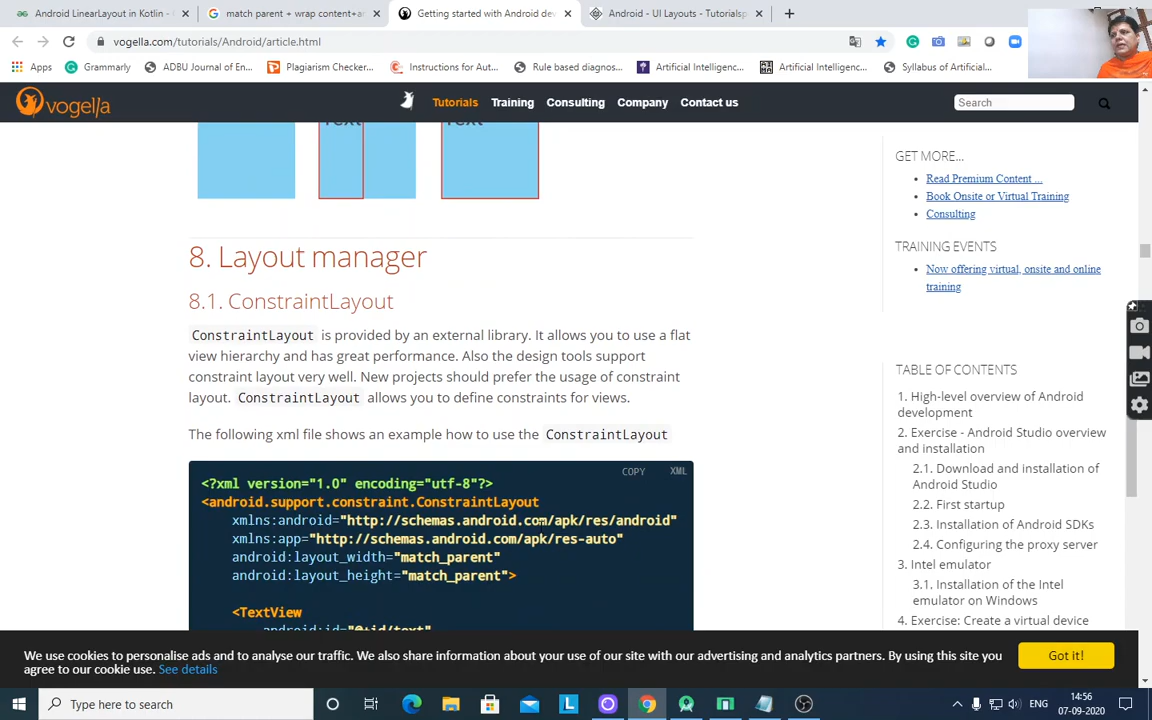 Android LinearLayout in Kotlin -
match parent + wrap content+a
Getting started with Android de
Android - UI Layouts - Tutorialsp
vogella.com/tutorials/Android/article.html
Apps
Grammarly
ADBU Journal of En...
Plagiarism Checker...
Instructions for Aut...
Rule based diagnos...
Artificial Intelligenc...
Artificial Intelligenc...
Syllabus of Artificial...
vogella
Tutorials
Training
Consulting
Company
Contact us
Search
Text
Text
8. Layout manager
8.1. ConstraintLayout
ConstraintLayout is provided by an external library. It allows you to use a flat
view hierarchy and has great performance. Also the design tools support
constraint layout very well. New projects should prefer the usage of constraint
layout. ConstraintLayout allows you to define constraints for views.
The following xml file shows an example how to use the ConstraintLayout
COPY
XML
<?xml version="1.0" encoding="utf-8"?>
<android.support.constraint.ConstraintLayout
xmlns:android="http://schemas.android.com/apk/res/android"
xmlns:app="http://schemas.android.com/apk/res-auto"
android:layout_width="match_parent"
android:layout_height="match_parent">
<TextView
android:id="@+id/text"
GET MORE...
Read Premium Content ...
Book Onsite or Virtual Training
Consulting
TRAINING EVENTS
Now offering virtual, onsite and online
training
TABLE OF CONTENTS
1. High-level overview of Android
development
2. Exercise - Android Studio overview
and installation
2.1. Download and installation of
Android Studio
2.2. First startup
2.3. Installation of Android SDKs
2.4. Configuring the proxy server
3. Intel emulator
3.1. Installation of the Intel
emulator on Windows
4. Exercise: Create a virtual device
We use cookies to personalise ads and to analyse our traffic. We also share information about your use of our site with our advertising and analytics partners. By using this site you
agree to our cookie use. See details
Got it!
Type here to search
ENG
14:56
07-09-2020